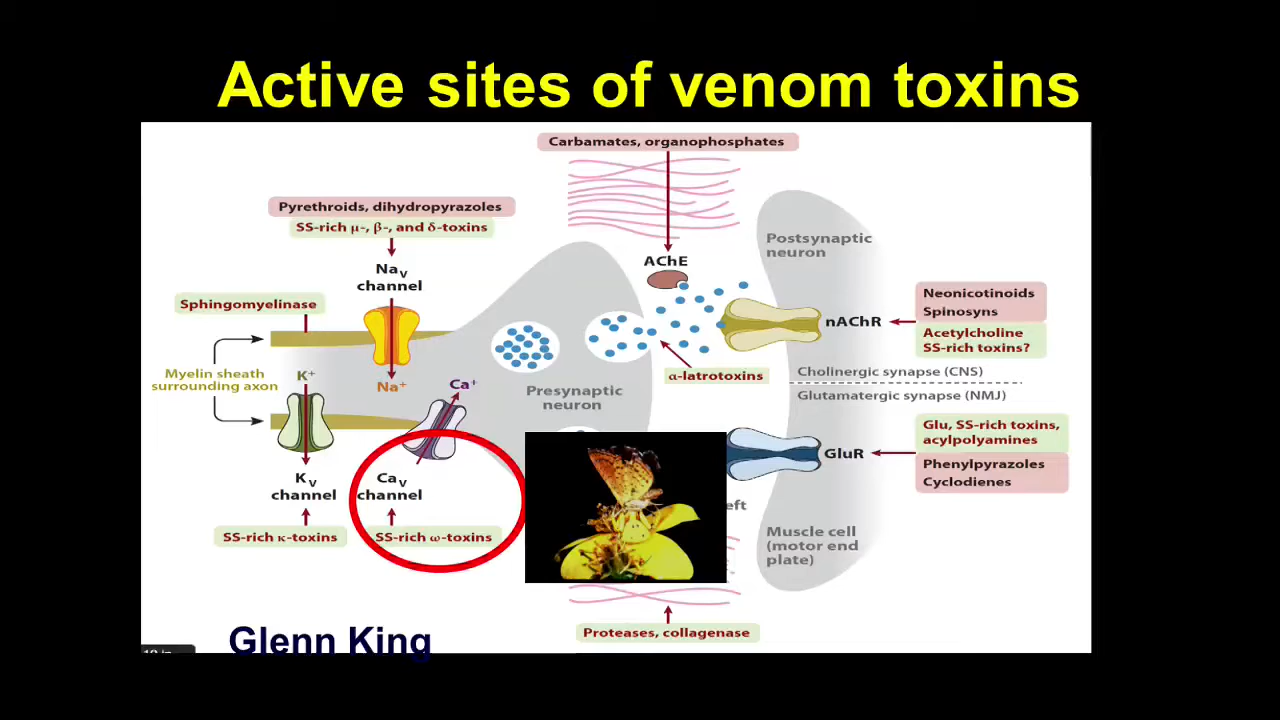 Active sites of venom toxins
Carbamates, organophosphates
Pyrethroids, dihydropyrazoles
SS-rich μ-, β-, and δ-toxins
Naᵥ
channel
Sphingomyelinase
Myelin sheath
surrounding axon
K⁺
Na⁺
Ca⁺
Kᵥ
channel
SS-rich κ-toxins
Caᵥ
channel
SS-rich ω-toxins
Presynaptic
neuron
AChE
α-latrotoxins
Postsynaptic
neuron
nAChR
Neonicotinoids
Spinosyns
Acetylcholine
SS-rich toxins?
Cholinergic synapse (CNS)
Glutamatergic synapse (NMJ)
GluR
Glu, SS-rich toxins,
acylpolyamines
Phenylpyrazoles
Cyclodienes
eft
Muscle cell
(motor end
plate)
Proteases, collagenase
Glenn King